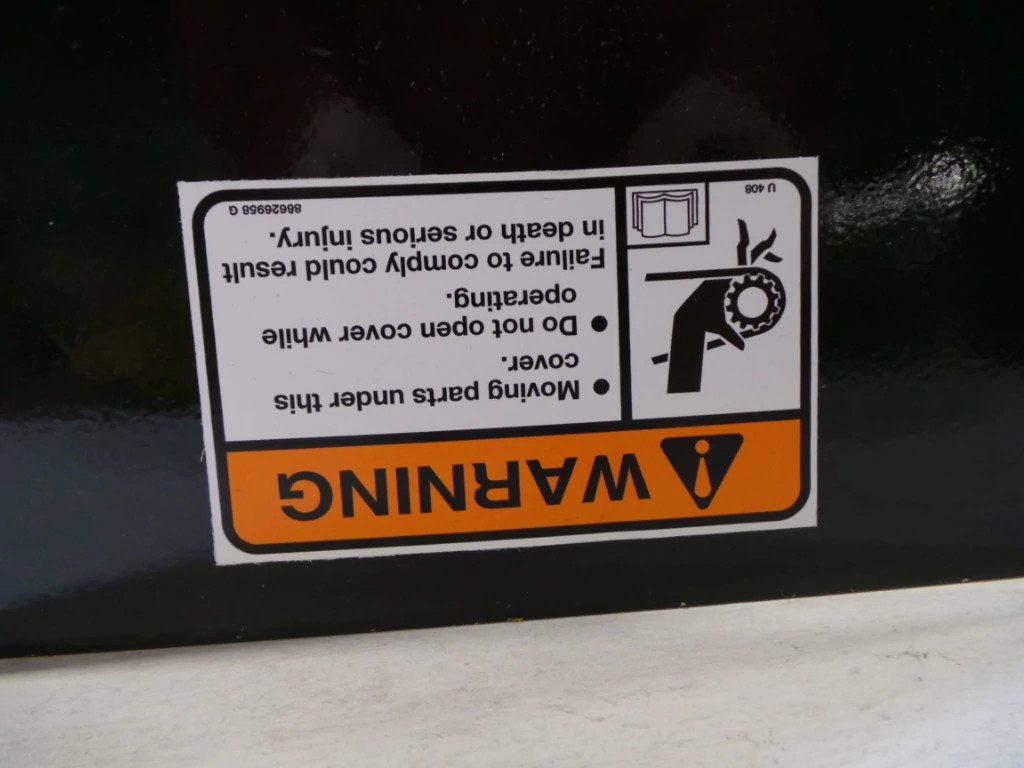 WARNING
• Moving parts under this
cover.
• Do not open cover while
operating.
Failure to comply could result
in death or serious injury.
U 408
86626958 G